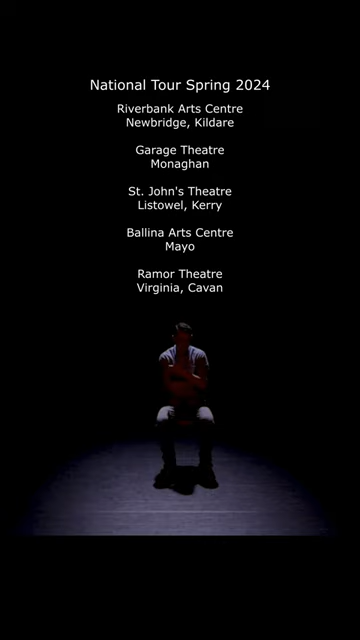 National Tour Spring 2024
Riverbank Arts Centre
Newbridge, Kildare
Garage Theatre
Monaghan
St. John's Theatre
Listowel, Kerry
Ballina Arts Centre
Mayo
Ramor Theatre
Virginia, Cavan